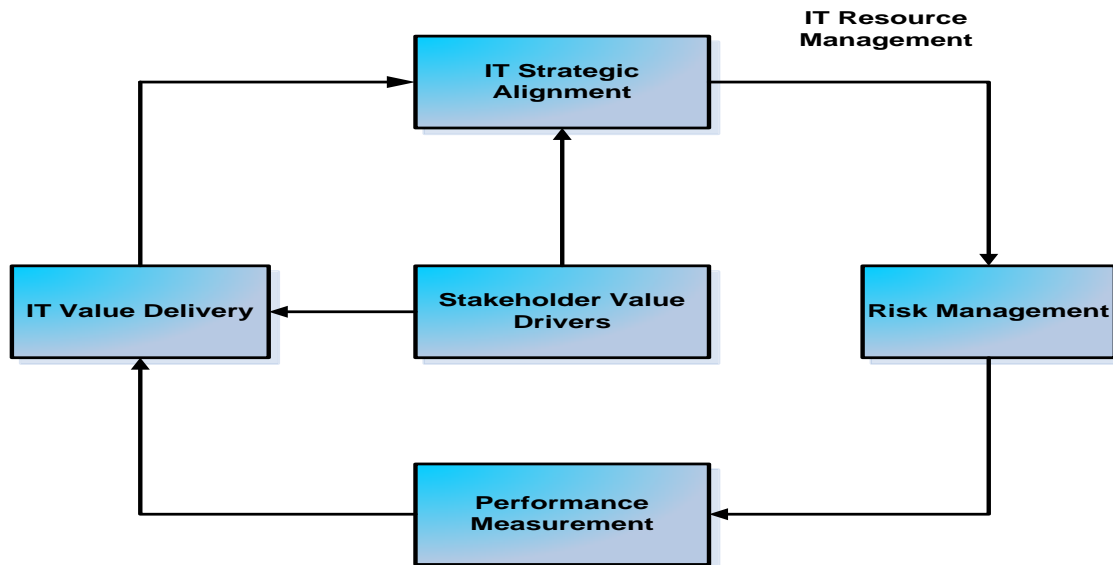 IT Resource
Management
IT Strategic
Alignment
IT Value Delivery
Stakeholder Value
Drivers
Risk Management
Performance
Measurement